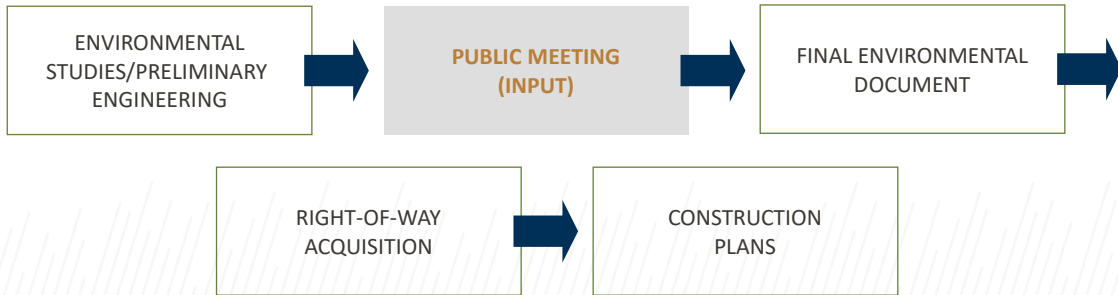 ENVIRONMENTAL
STUDIES/PRELIMINARY
ENGINEERING
PUBLIC MEETING
(INPUT)
FINAL ENVIRONMENTAL
DOCUMENT
RIGHT-OF-WAY
ACQUISITION
CONSTRUCTION
PLANS